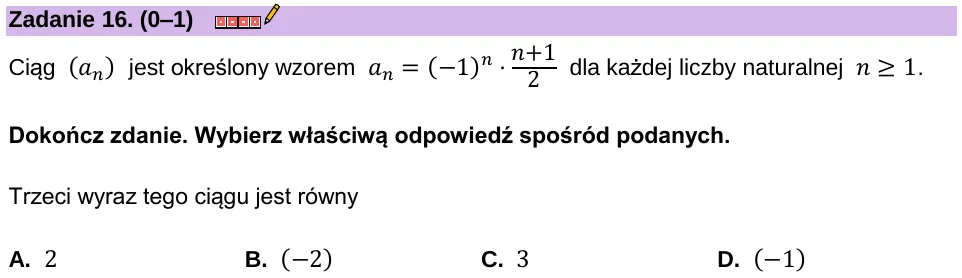 Zadanie 16. (0–1)
Ciąg (aₙ) jest określony wzorem aₙ = (−1)ⁿ · (n+1)/2 dla każdej liczby naturalnej n ≥ 1.
Dokończ zdanie. Wybierz właściwą odpowiedź spośród podanych.
Trzeci wyraz tego ciągu jest równy
A. 2 B. (−2) C. 3 D. (−1)